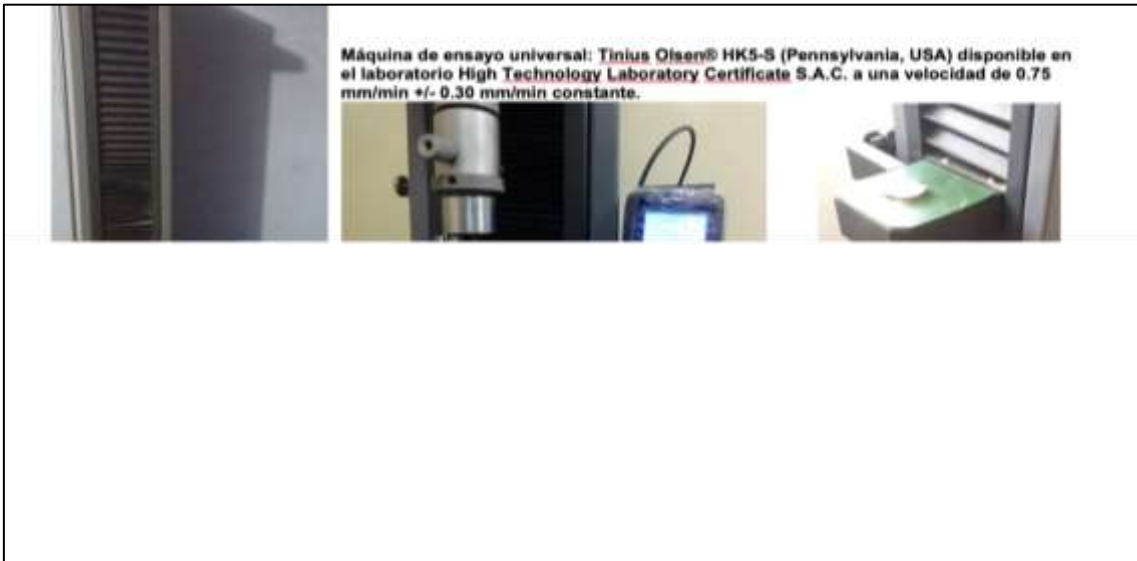 Máquina de ensayo universal: Tinius Olsen® HK5-S (Pennsylvania, USA) disponible en
el laboratorio High Technology Laboratory Certificate S.A.C. a una velocidad de 0.75
mm/min +/- 0.30 mm/min constante.